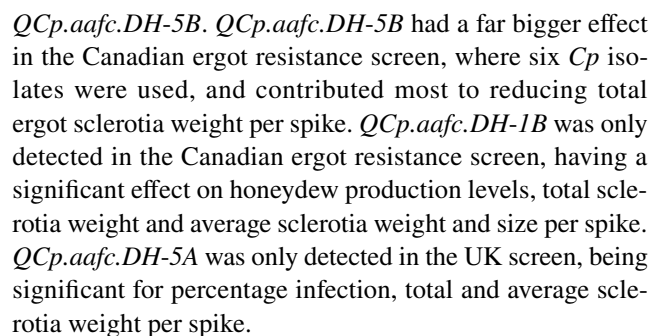 QCp.aafc.DH-5B. QCp.aafc.DH-5B had a far bigger effect
in the Canadian ergot resistance screen, where six Cp iso-
lates were used, and contributed most to reducing total
ergot sclerotia weight per spike. QCp.aafc.DH-1B was only
detected in the Canadian ergot resistance screen, having a
significant effect on honeydew production levels, total scle-
rotia weight and average sclerotia weight and size per spike.
QCp.aafc.DH-5A was only detected in the UK screen, being
significant for percentage infection, total and average scle-
rotia weight per spike.